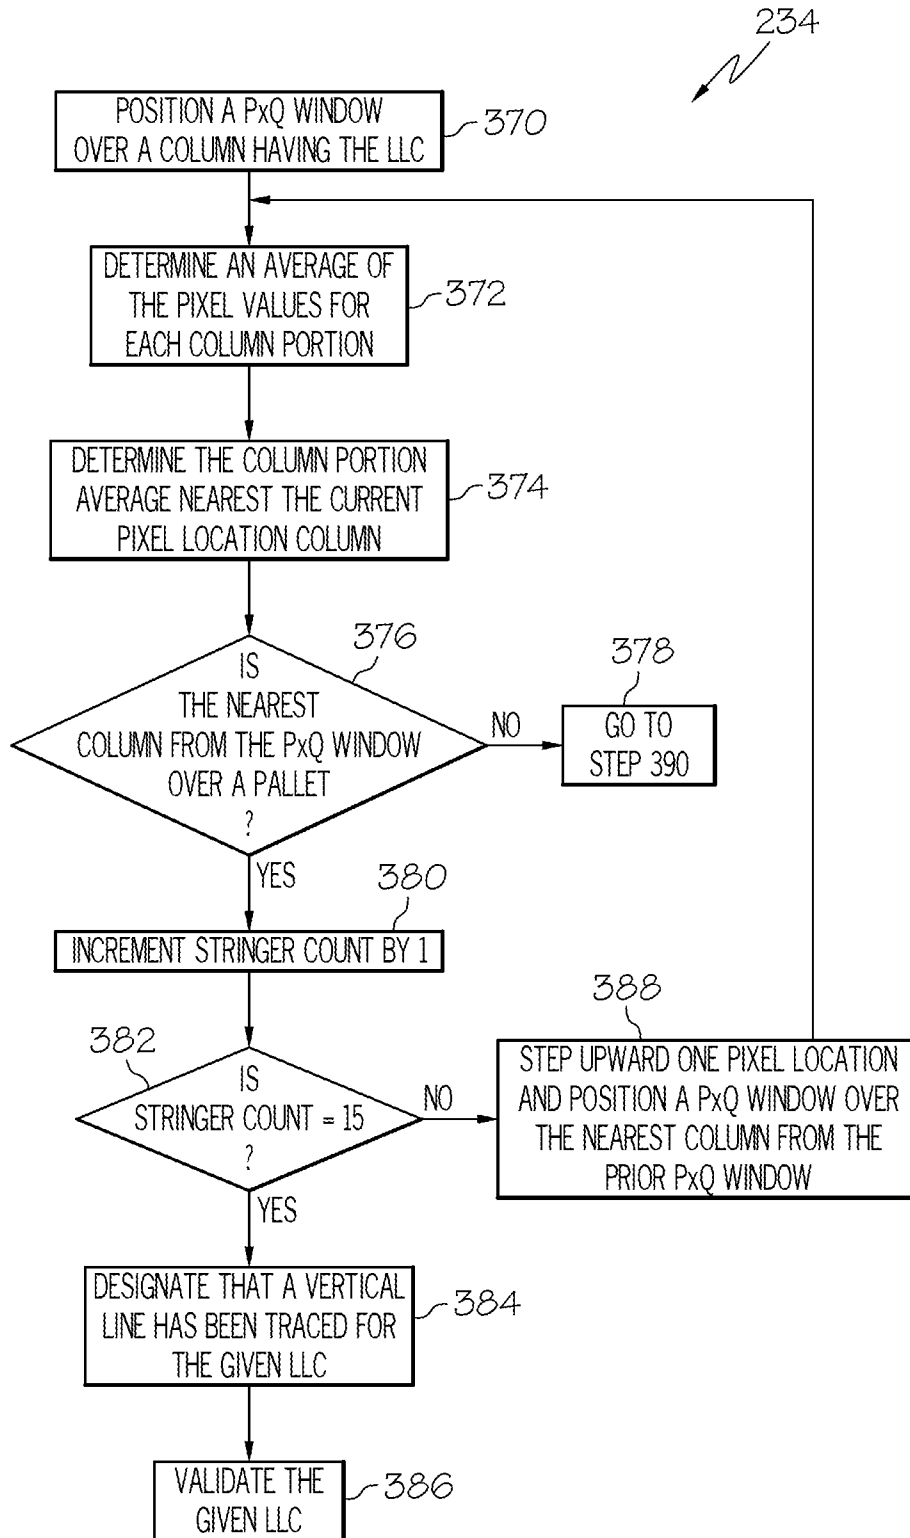 234
POSITION A PxQ WINDOW
OVER A COLUMN HAVING THE LLC
370
DETERMINE AN AVERAGE OF
THE PIXEL VALUES FOR
EACH COLUMN PORTION
372
DETERMINE THE COLUMN PORTION
AVERAGE NEAREST THE CURRENT
PIXEL LOCATION COLUMN
374
IS
THE NEAREST
COLUMN FROM THE PxQ WINDOW
OVER A PALLET
?
376
NO
378
GO TO
STEP 390
YES
380
INCREMENT STRINGER COUNT BY 1
382
IS
STRINGER COUNT = 15
?
NO
388
STEP UPWARD ONE PIXEL LOCATION
AND POSITION A PxQ WINDOW OVER
THE NEAREST COLUMN FROM THE
PRIOR PxQ WINDOW
YES
DESIGNATE THAT A VERTICAL
LINE HAS BEEN TRACED FOR
THE GIVEN LLC
384
VALIDATE THE
GIVEN LLC
386